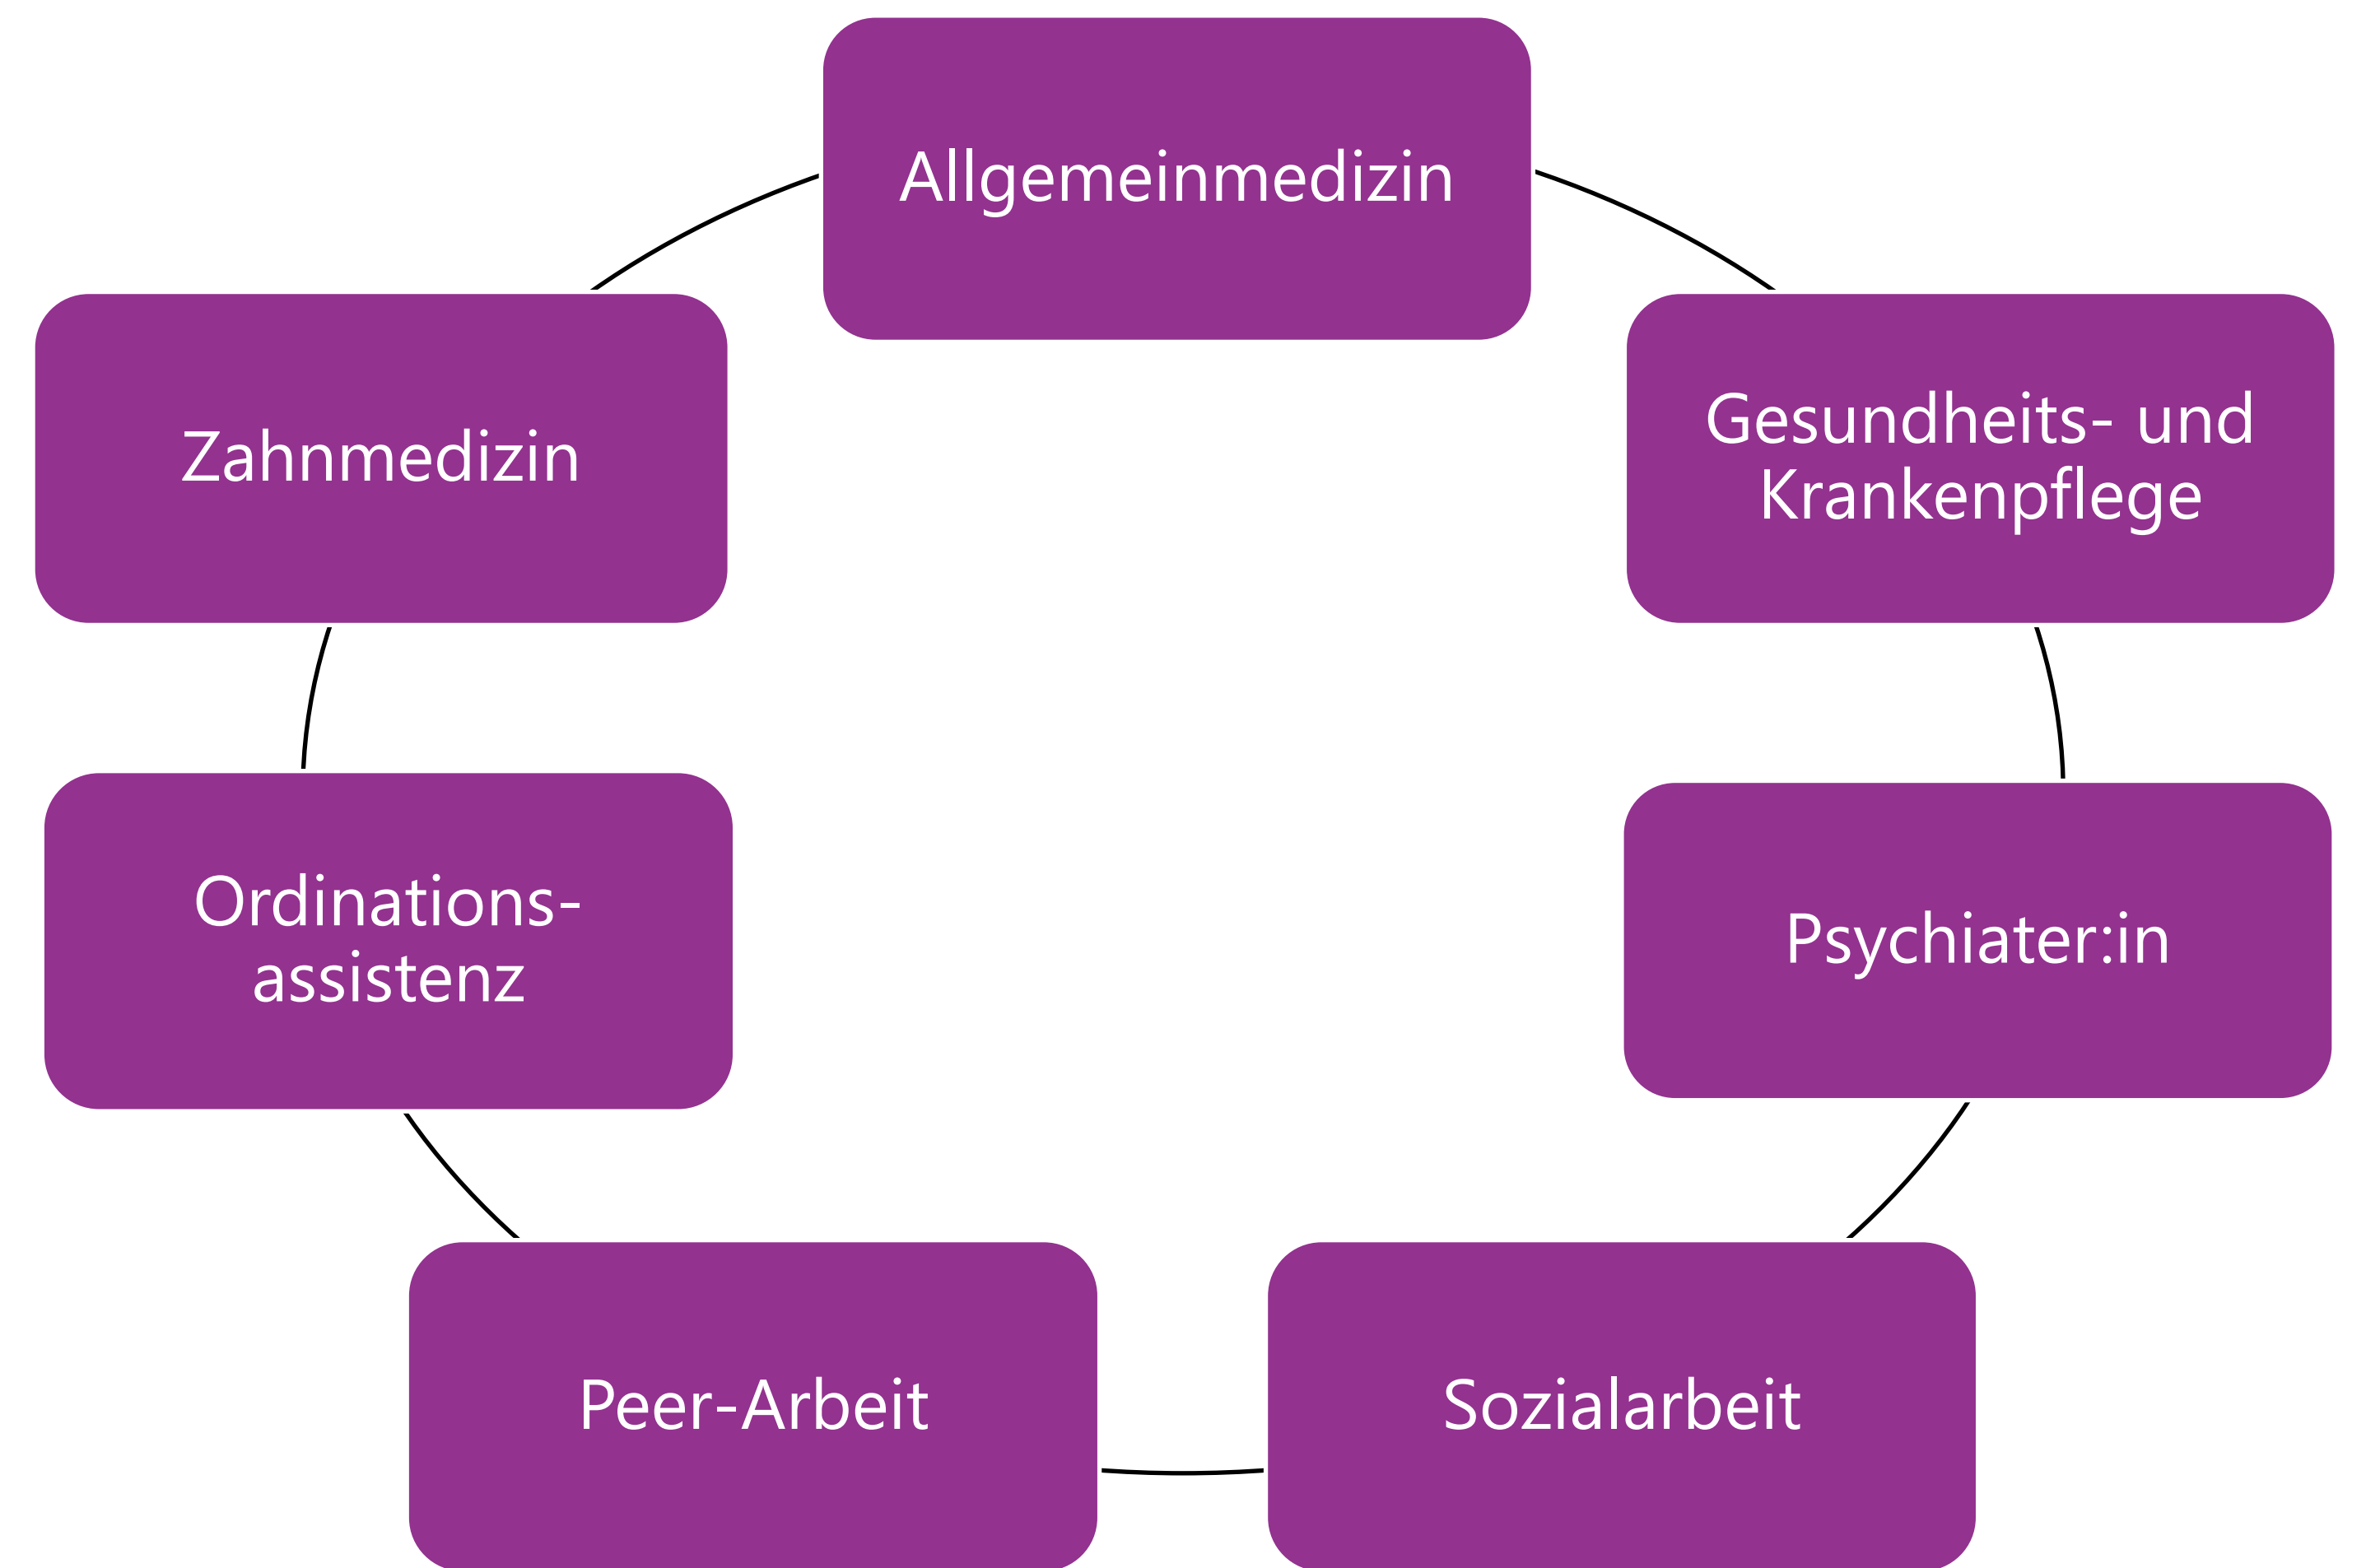 Allgemeinmedizin
Zahnmedizin
Gesundheits- und
Krankenpflege
Ordinations-
assistenz
Psychiater:in
Peer-Arbeit
Sozialarbeit